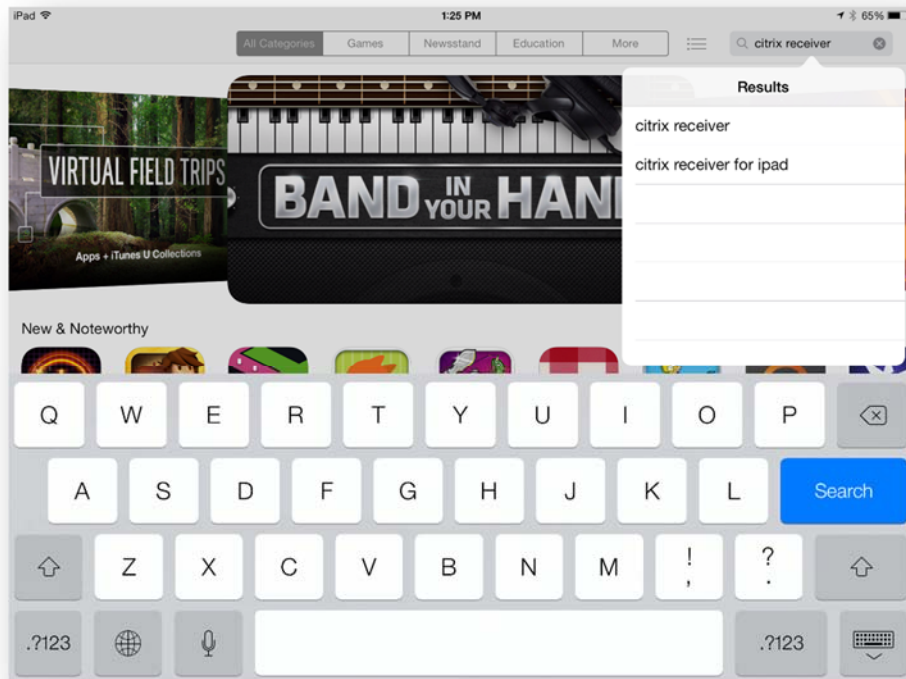 iPad 1:25 PM 65%
All Categories Games Newsstand Education More citrix receiver
Results
citrix receiver
citrix receiver for ipad
VIRTUAL FIELD TRIPS
Apps + iTunes U Collections
BAND IN YOUR HAN
New & Noteworthy
Q W E R T Y U I O P
A S D F G H J K L Search
Z X C V B N M ! , ? .
.?123 .?123